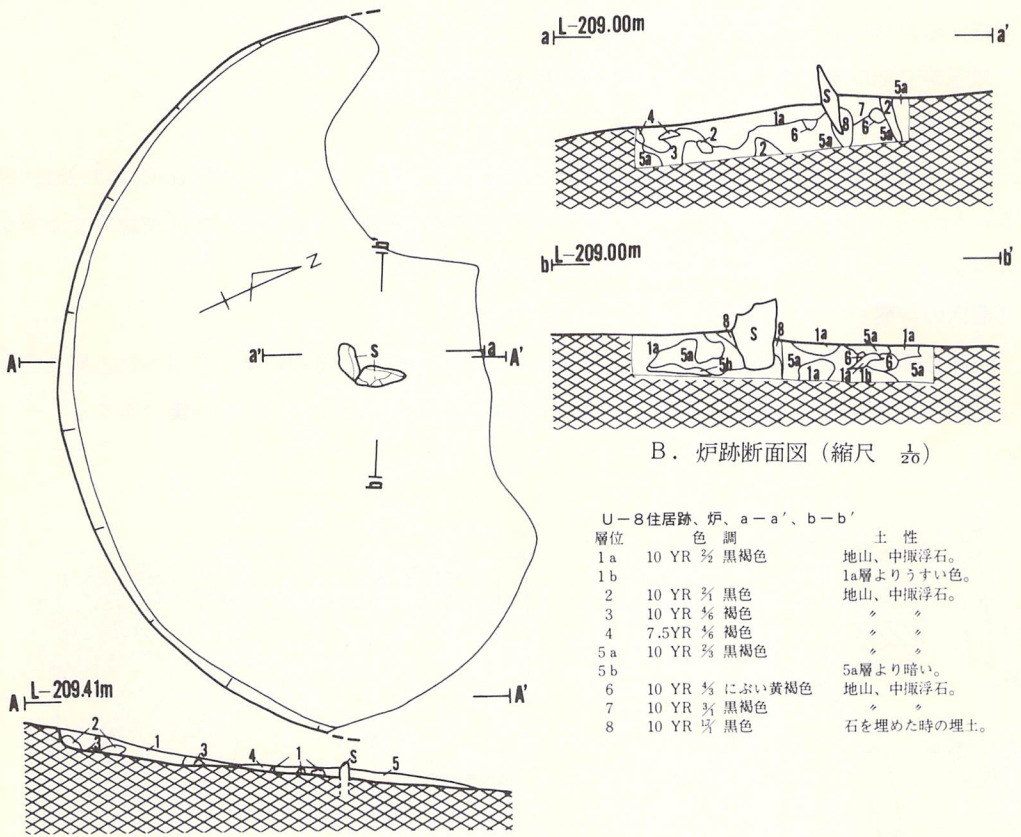 a L-209.00m a'
4 2 1a 6 S 8 7 6 2 5a
5a 3 2 5a 5a
b L-209.00m b'
1a 5a 5b 8 S 8 1a 5a 1a
5a 1a 6 1a 1b 6 5a
B. 炉跡断面図(縮尺 1/20)
N
b
A a' S a A'
b
U-8住居跡、炉、a-a'、b-b'
層位 色調 土性
1a 10 YR 2/2 黒褐色 地山、中掫浮石。
1b 1a層よりうすい色。
2 10 YR 2/1 黒色 地山、中掫浮石。
3 10 YR 4/6 褐色 〃 〃
4 7.5YR 4/6 褐色 〃 〃
5a 10 YR 2/3 黒褐色 〃 〃
5b 5a層より暗い。
6 10 YR 4/3 にぶい黄褐色 地山、中掫浮石。
7 10 YR 3/1 黒褐色 〃 〃
8 10 YR 黒色 石を埋めた時の埋土。
A L-209.41m A'
2 3 1 3 4 1 S 5